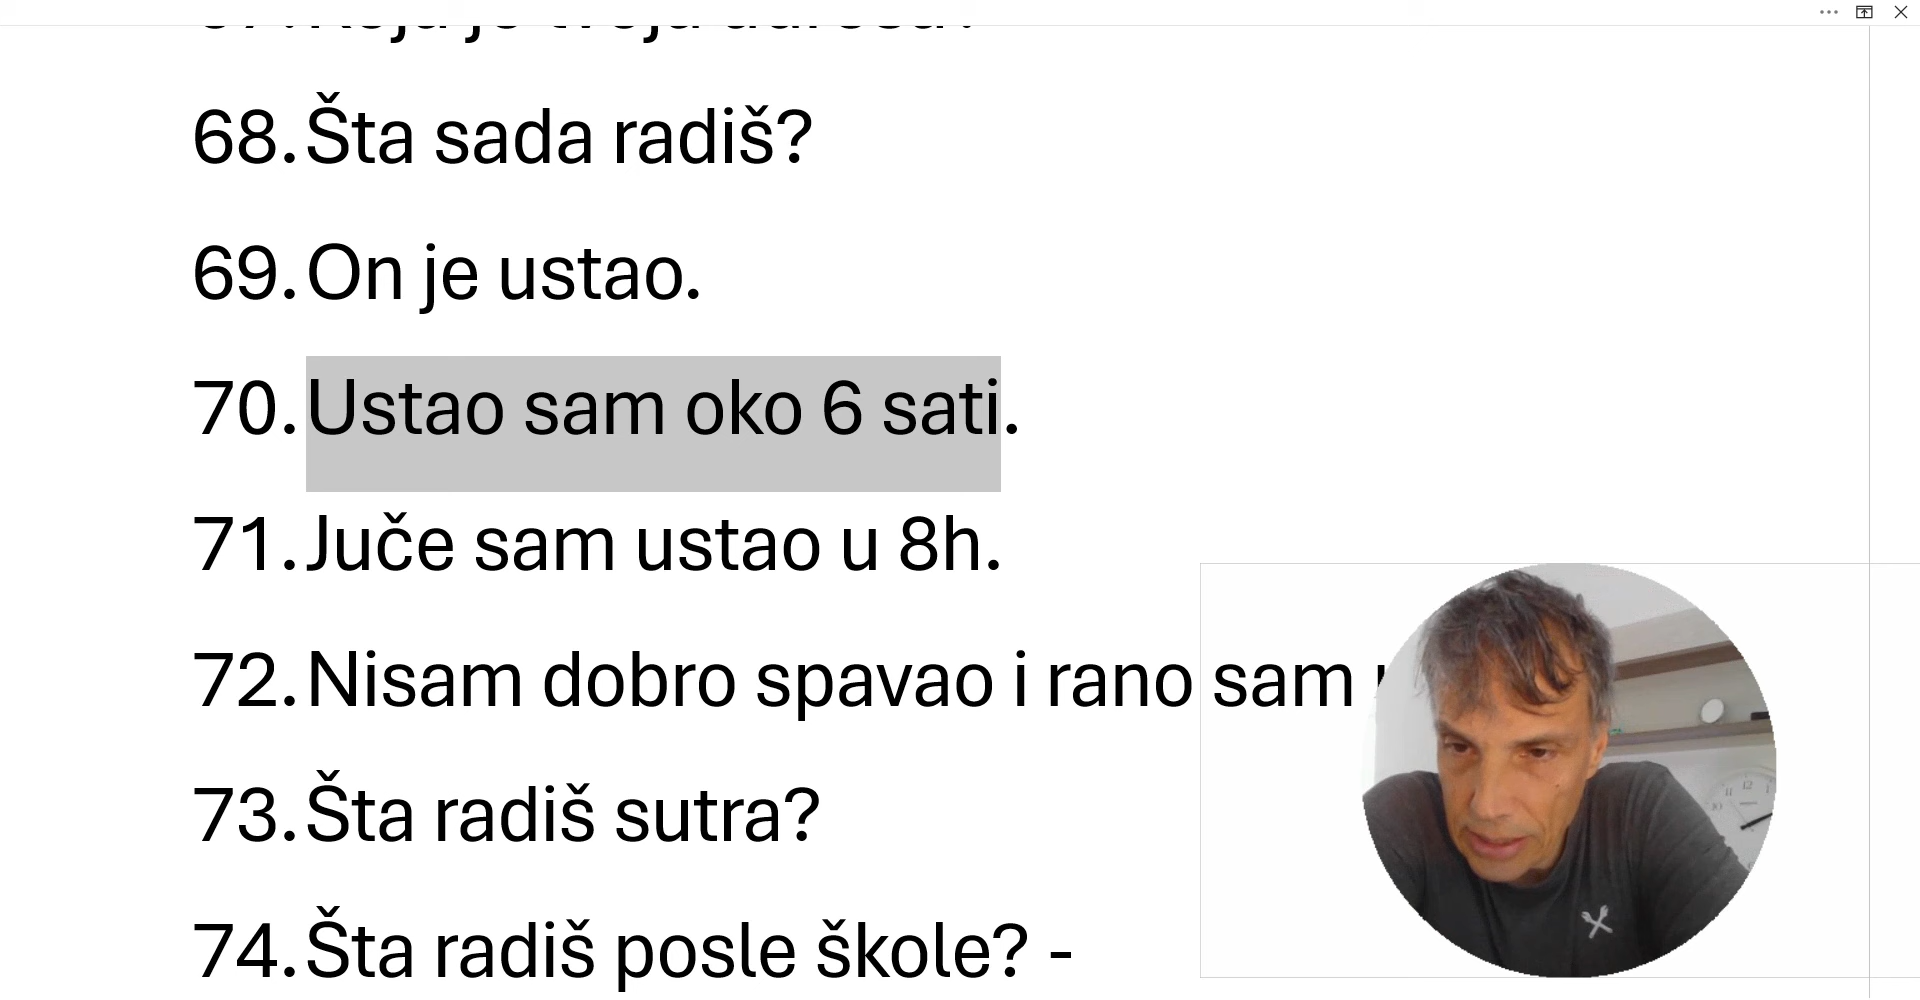 68. Šta sada radiš?
69. On je ustao.
70. Ustao sam oko 6 sati.
71. Juče sam ustao u 8h.
72. Nisam dobro spavao i rano sam
73. Šta radiš sutra?
74. Šta radiš posle škole? -